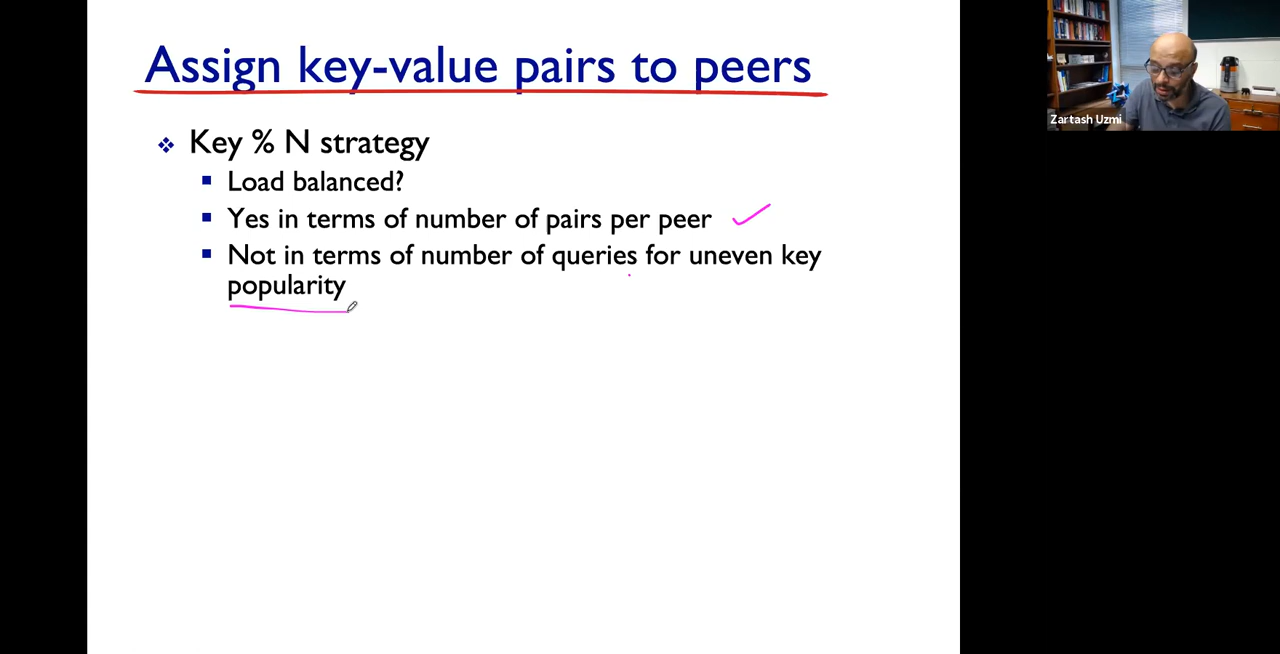 Assign key-value pairs to peers
Key % N strategy
Load balanced?
Yes in terms of number of pairs per peer
Not in terms of number of queries for uneven key
popularity
Zartash Uzmi